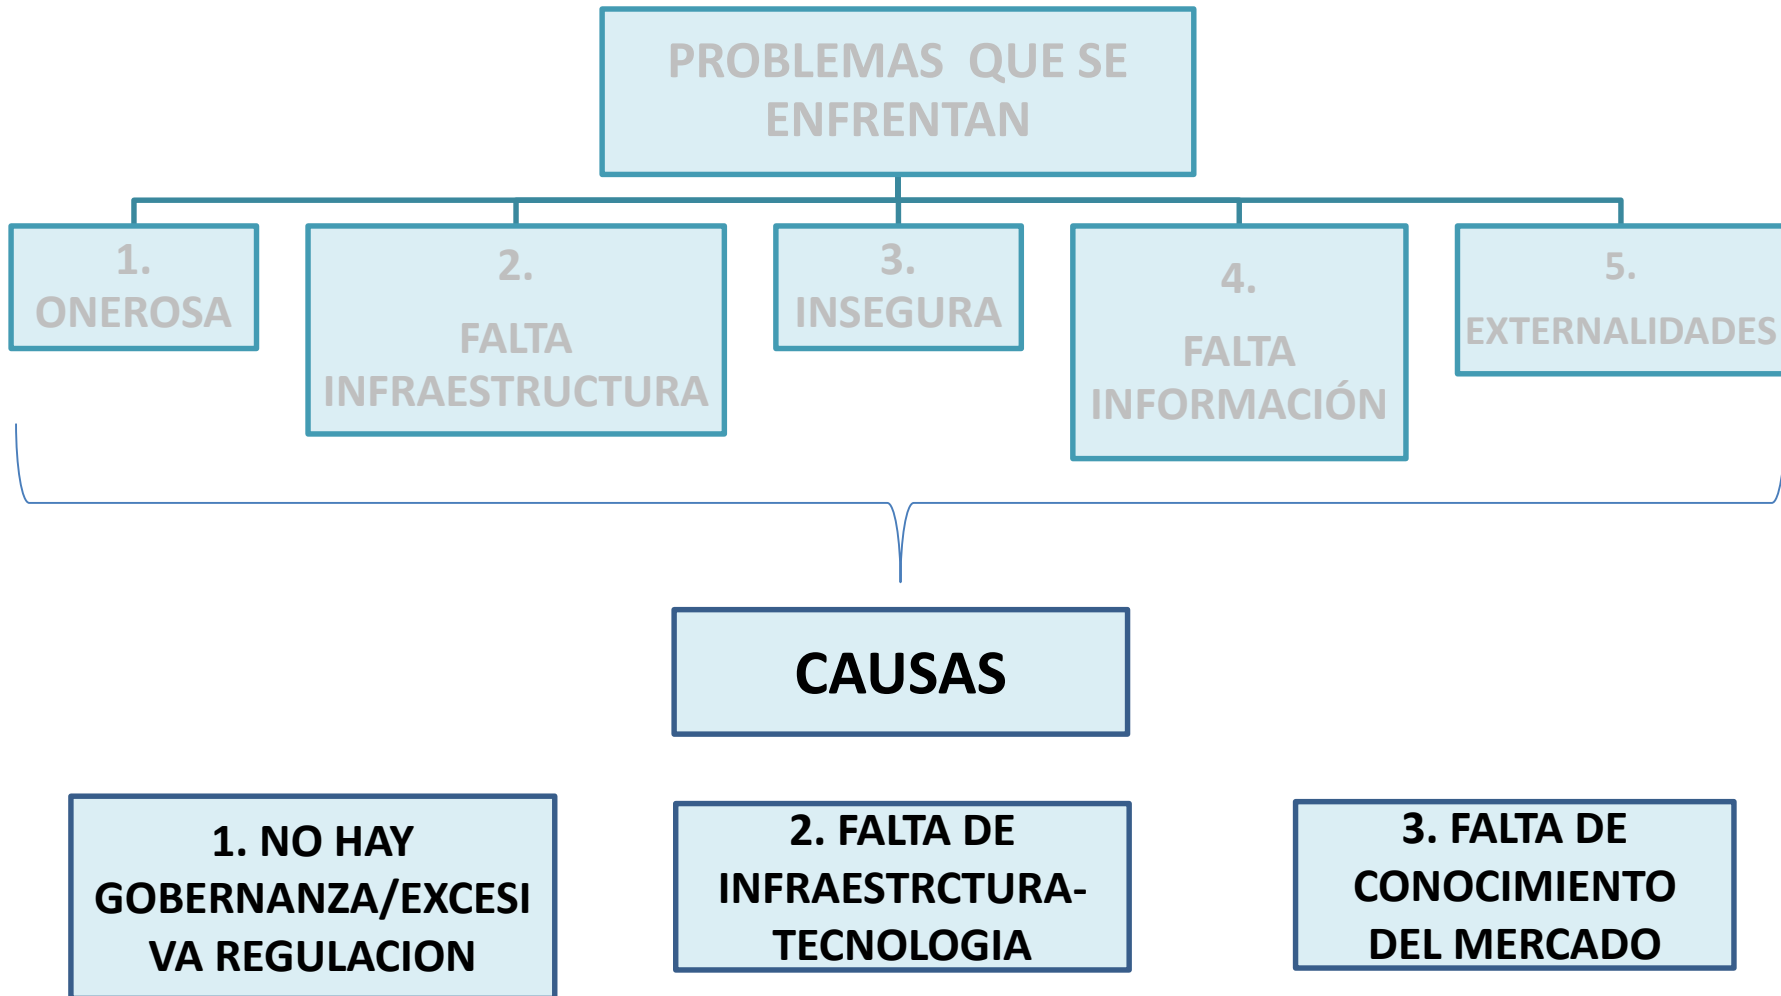 PROBLEMAS QUE SE
ENFRENTAN
1.
ONEROSA
2.
FALTA
INFRAESTRUCTURA
3.
INSEGURA
4.
FALTA
INFORMACIÓN
5.
EXTERNALIDADES
CAUSAS
1. NO HAY
GOBERNANZA/EXCESI
VA REGULACION
2. FALTA DE
INFRAESTRCTURA-
TECNOLOGIA
3. FALTA DE
CONOCIMIENTO
DEL MERCADO